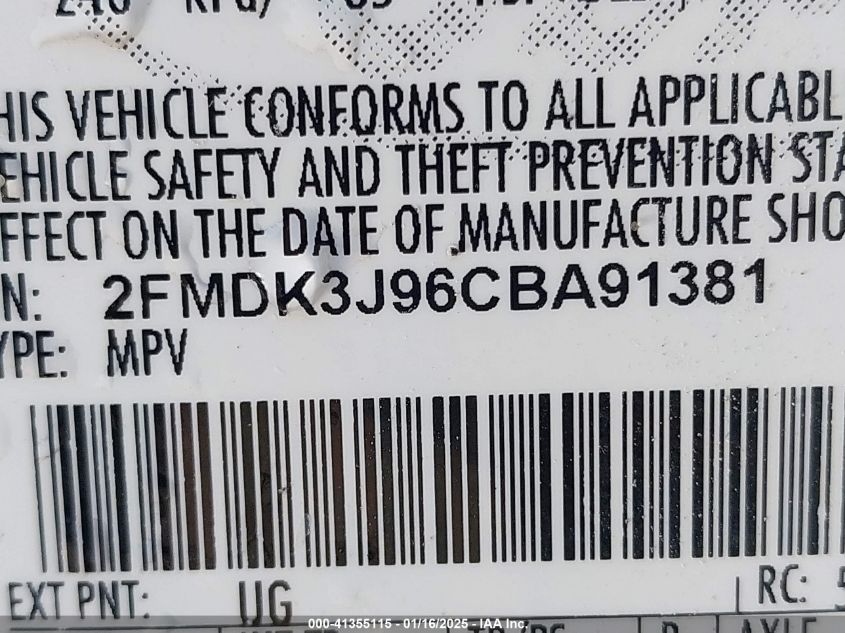 HIS VEHICLE CONFORMS TO ALL APPLICABL
EHICLE SAFETY AND THEFT PREVENTION STA
FFECT ON THE DATE OF MANUFACTURE SHO
N: 2FMDK3J96CBA91381
YPE: MPV
EXT PNT: UG RC: 5
000-41355115 - 01/16/2025 - IAA Inc.